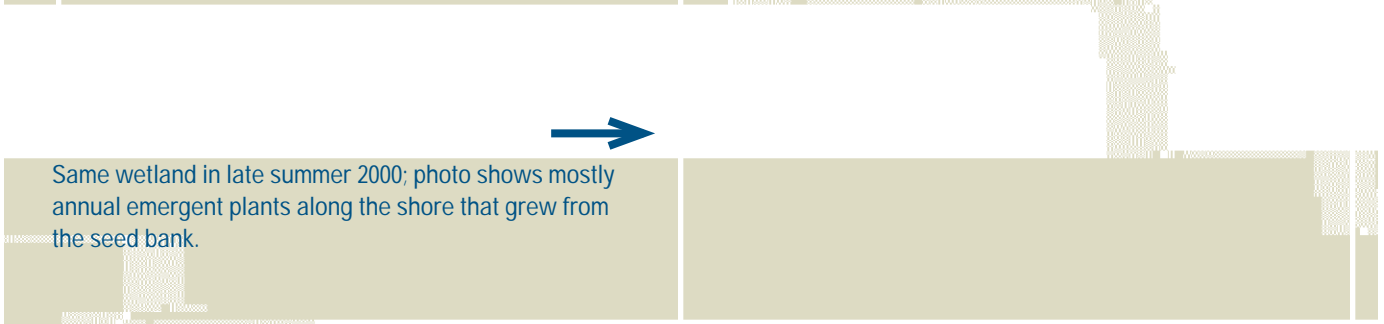 Same wetland in late summer 2000; photo shows mostly
annual emergent plants along the shore that grew from
the seed bank.